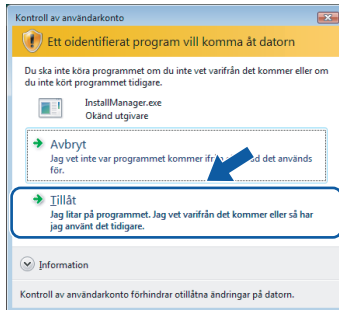 Kontroll av användarkonto
Ett oidentifierat program vill komma åt datorn
Du ska inte köra programmet om du inte vet varifrån det kommer eller om
du inte kört programmet tidigare.
InstallManager.exe
Okänd utgivare
Avbryt
Jag vet inte var programmet kommer det används
för.
Tillåt
Jag litar på programmet. Jag vet varifrån det kommer eller så har
jag använt det tidigare.
Information
Kontroll av användarkonto förhindrar otillåtna ändringar på datorn.